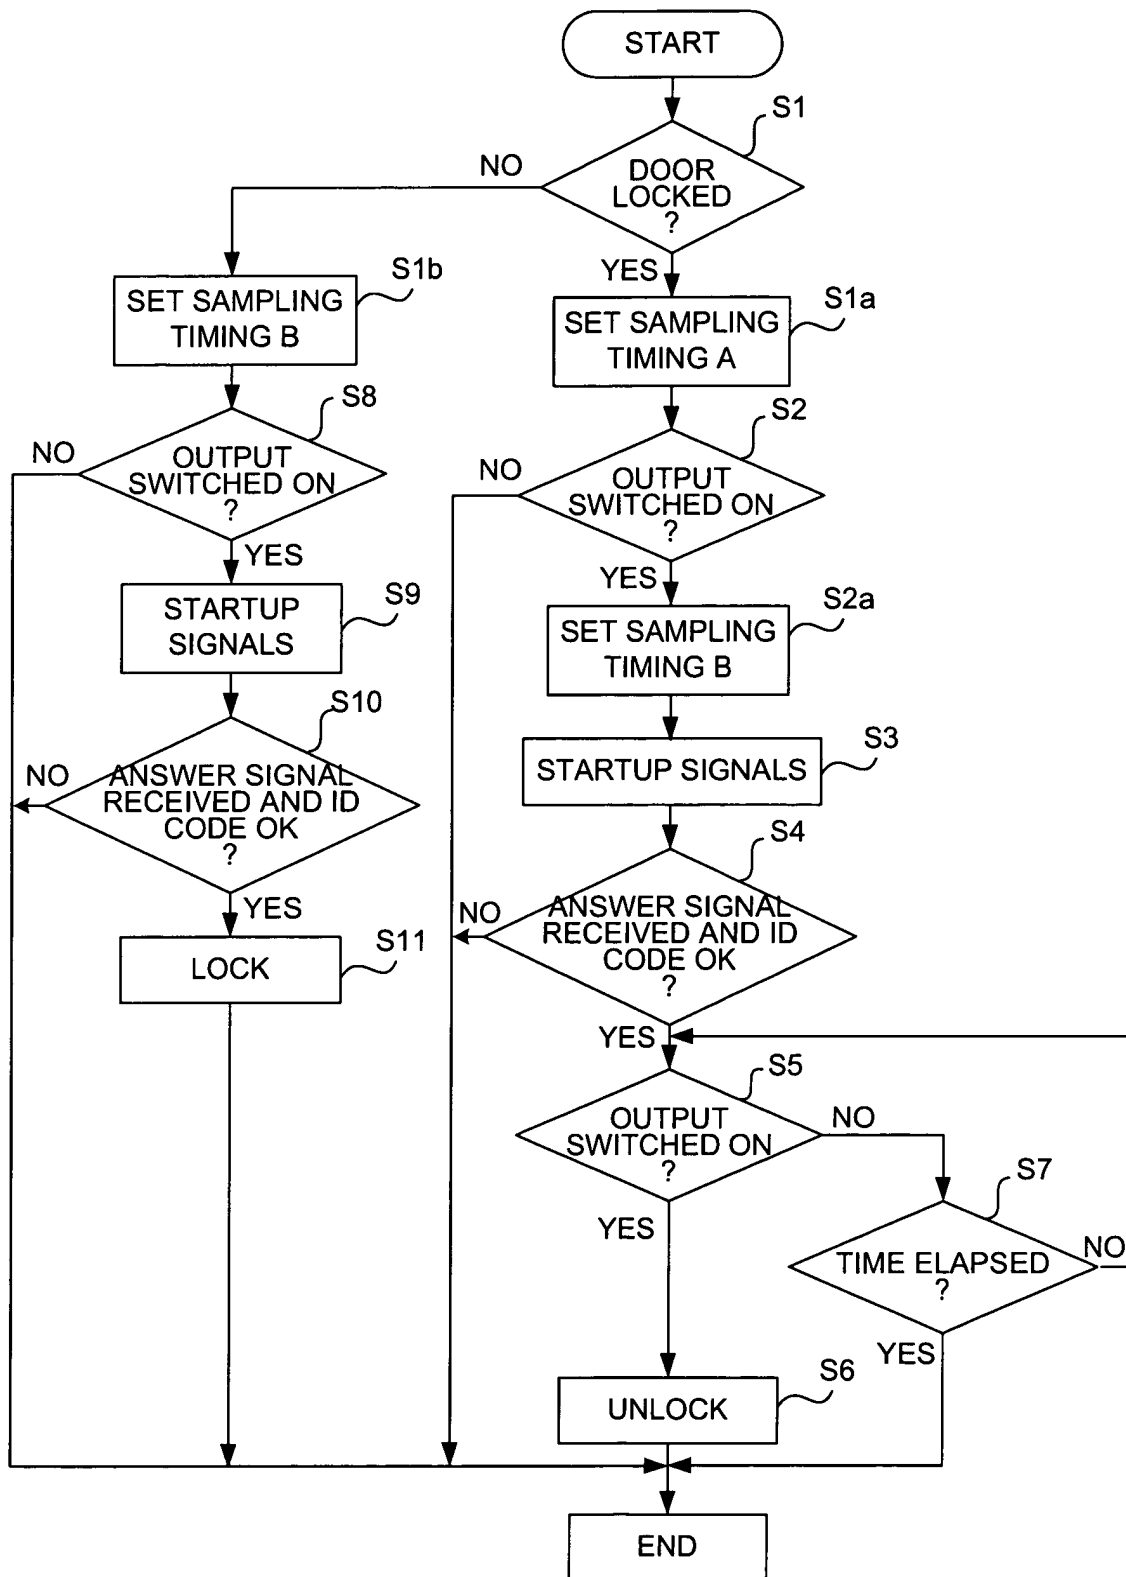 START
S1
DOOR
LOCKED
?
NO
YES
S1b
SET SAMPLING
TIMING B
S1a
SET SAMPLING
TIMING A
S8
OUTPUT
SWITCHED ON
?
NO
YES
S2
OUTPUT
SWITCHED ON
?
NO
YES
S9
STARTUP
SIGNALS
S2a
SET SAMPLING
TIMING B
S10
ANSWER SIGNAL
RECEIVED AND ID
CODE OK
?
NO
YES
S3
STARTUP SIGNALS
S4
ANSWER SIGNAL
RECEIVED AND ID
CODE OK
?
NO
YES
S11
LOCK
S5
OUTPUT
SWITCHED ON
?
NO
YES
S7
TIME ELAPSED
?
NO
YES
S6
UNLOCK
END